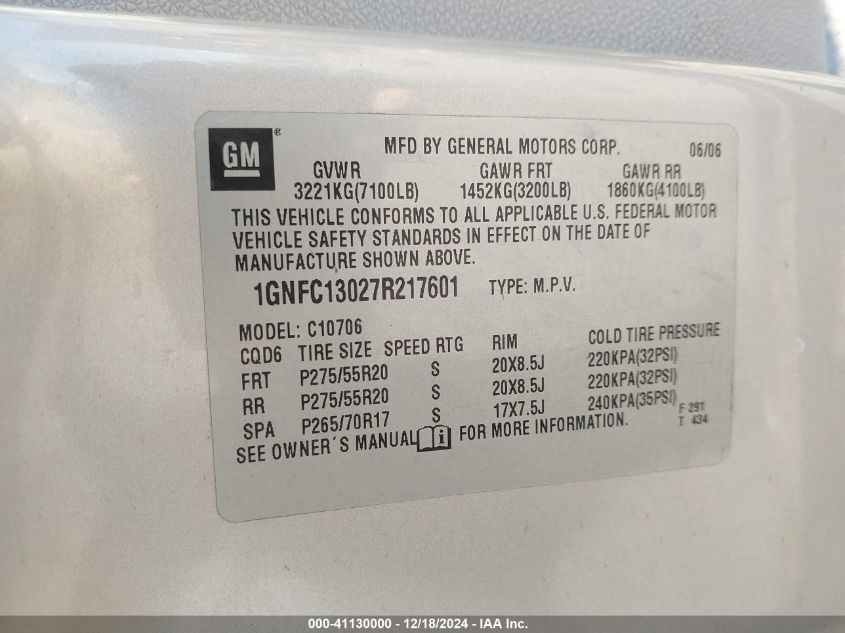 GM®
MFD BY GENERAL MOTORS CORP. 06/06
GVWR GAWR FRT GAWR RR
3221KG(7100LB) 1452KG(3200LB) 1860KG(4100LB)
THIS VEHICLE CONFORMS TO ALL APPLICABLE U.S. FEDERAL MOTOR
VEHICLE SAFETY STANDARDS IN EFFECT ON THE DATE OF
MANUFACTURE SHOWN ABOVE.
1GNFC13027R217601 TYPE: M.P.V.
MODEL: C10706
CQD6 TIRE SIZE SPEED RTG RIM COLD TIRE PRESSURE
FRT P275/55R20 S 20X8.5J 220KPA(32PSI)
RR P275/55R20 S 20X8.5J 220KPA(32PSI)
SPA P265/70R17 S 17X7.5J 240KPA(35PSI) F 291
SEE OWNER'S MANUAL i FOR MORE INFORMATION. T 434
000-41130000 - 12/18/2024 - IAA Inc.